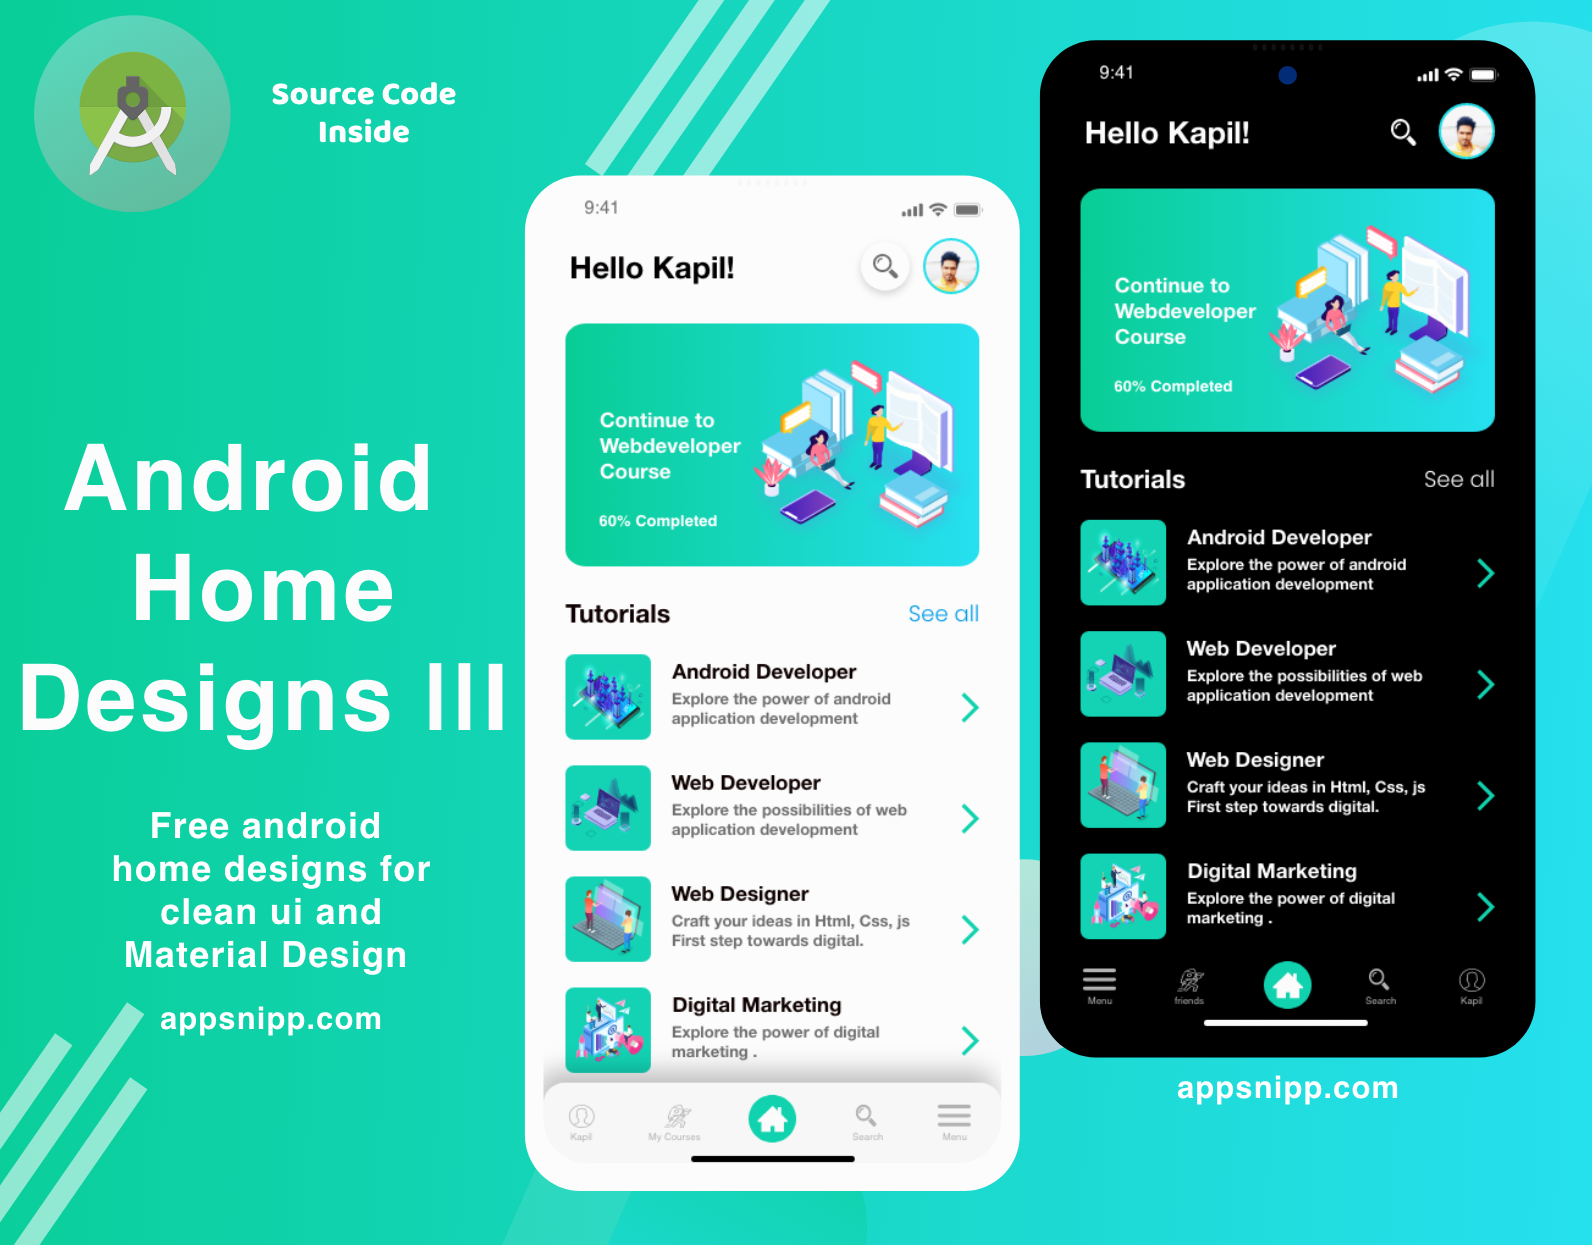 Source Code
Inside
Android
Home
Designs III
Free android
home designs for
clean ui and
Material Design
appsnipp.com
9:41
Hello Kapil!
Continue to
Webdeveloper
Course
60% Completed
Tutorials
See all
Android Developer
Explore the power of android
application development
Web Developer
Explore the possibilities of web
application development
Web Designer
Craft your ideas in Html, Css, js
First step towards digital.
Digital Marketing
Explore the power of digital
marketing .
Kapil
My Courses
Search
Menu
9:41
Hello Kapil!
Continue to
Webdeveloper
Course
60% Completed
Tutorials
See all
Android Developer
Explore the power of android
application development
Web Developer
Explore the possibilities of web
application development
Web Designer
Craft your ideas in Html, Css, js
First step towards digital.
Digital Marketing
Explore the power of digital
marketing .
Menu
friends
Search
Kapil
appsnipp.com